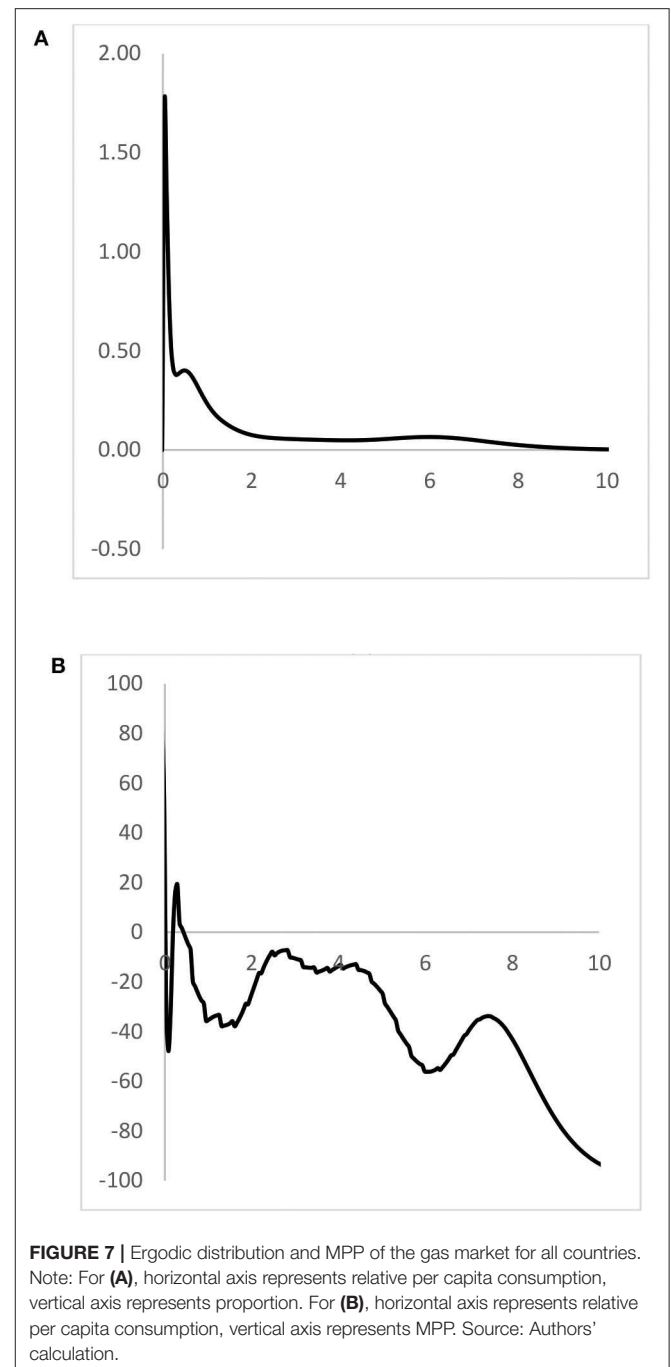 A
2.00
1.50
1.00
0.50
0.00
0 2 4 6 8 10
-0.50
B
100
80
60
40
20
0
0 2 4 6 8 10
-20
-40
-60
-80
-100
FIGURE 7 | Ergodic distribution and MPP of the gas market for all countries.
Note: For (A), horizontal axis represents relative per capita consumption,
vertical axis represents proportion. For (B), horizontal axis represents relative
per capita consumption, vertical axis represents MPP. Source: Authors'
calculation.